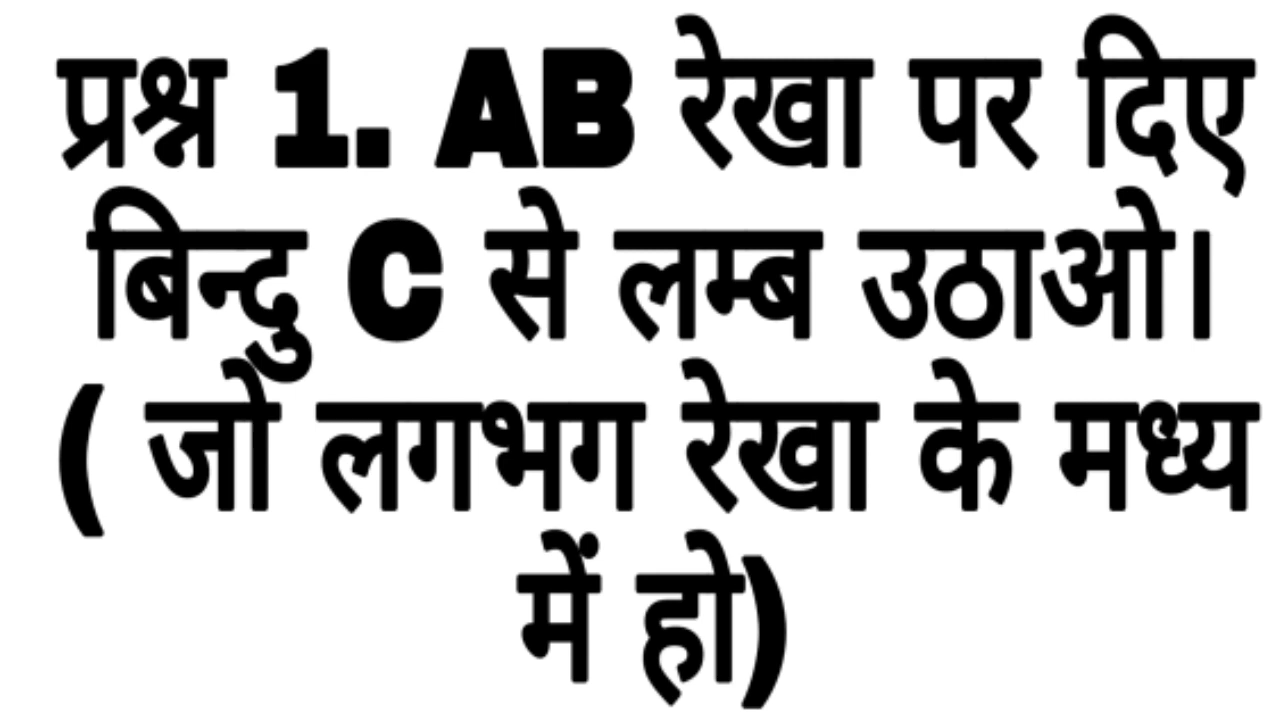 प्रश्न 1. AB रेखा पर दिए
बिन्दु C से लम्ब उठाओ।
( जो लगभग रेखा के मध्य
में हो)